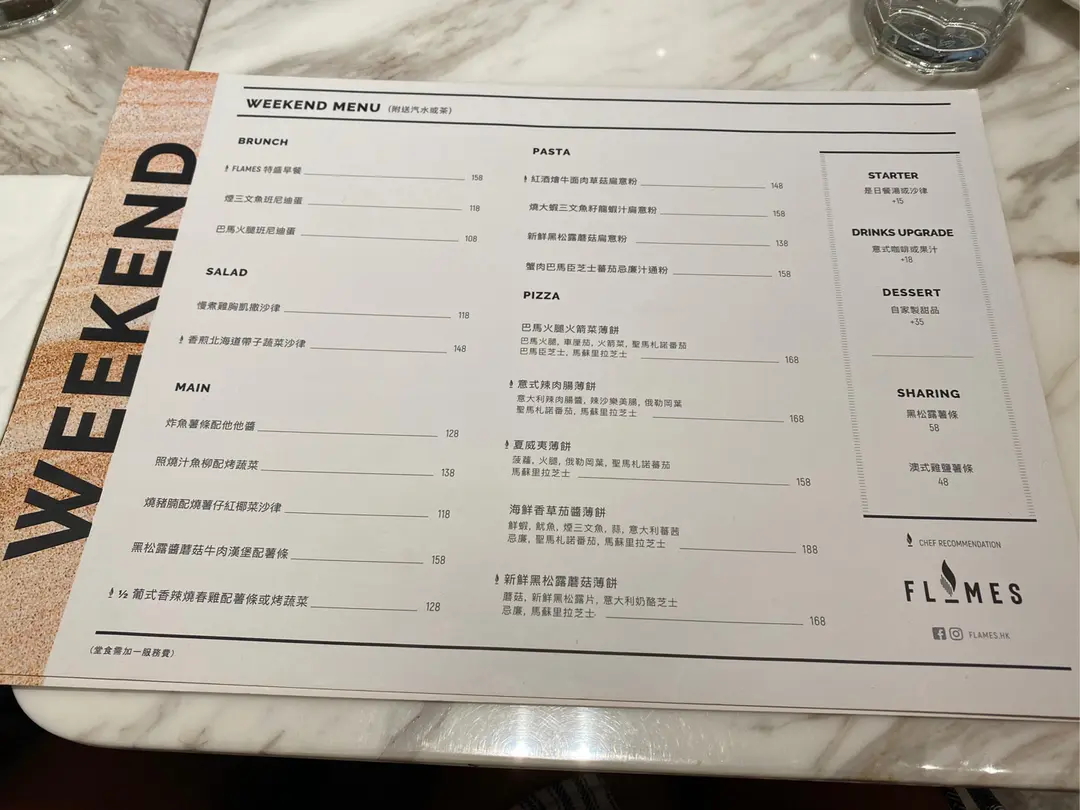 WEEKEND
WEEKEND MENU (附送汽水或茶)
BRUNCH
FLAMES 特盛早餐 158
煙三文魚班尼迪蛋 118
巴馬火腿班尼迪蛋 108
SALAD
慢煮雞胸凱撒沙律 118
香煎北海道帶子蔬菜沙律 148
MAIN
炸魚薯條配他他醬 128
照燒汁魚柳配烤蔬菜 138
燒豬腩配燒薯仔紅椰菜沙律 118
黑松露醬蘑菇牛肉漢堡配薯條 158
½ 葡式香辣燒春雞配薯條或烤蔬菜 128
(堂食需加一服務費)
PASTA
紅酒燴牛面肉草菇扁意粉 148
燒大蝦三文魚籽龍蝦汁扁意粉 158
新鮮黑松露蘑菇扁意粉 138
蟹肉巴馬臣芝士蕃茄忌廉汁通粉 158
PIZZA
巴馬火腿火箭菜薄餅
巴馬火腿, 車厘茄, 火箭菜, 聖馬札諾番茄
巴馬臣芝士, 馬蘇里拉芝士 168
意式辣肉腸薄餅
意大利辣肉腸醬, 辣沙樂美腸, 俄勒岡葉
聖馬札諾番茄, 馬蘇里拉芝士 168
夏威夷薄餅
菠蘿, 火腿, 俄勒岡葉, 聖馬札諾蕃茄
馬蘇里拉芝士 158
海鮮香草茄醬薄餅
鮮蝦, 魷魚, 煙三文魚, 蒜, 意大利蕃茜
忌廉, 聖馬札諾番茄, 馬蘇里拉芝士 188
新鮮黑松露蘑菇薄餅
蘑菇, 新鮮黑松露片, 意大利奶酪芝士
忌廉, 馬蘇里拉芝士 168
STARTER
是日餐湯或沙律
+15
DRINKS UPGRADE
意式咖啡或果汁
+18
DESSERT
自家製甜品
+35
SHARING
黑松露薯條
58
澳式雞鹽薯條
48
CHEF RECOMMENDATION
FLAMES
FLAMES.HK